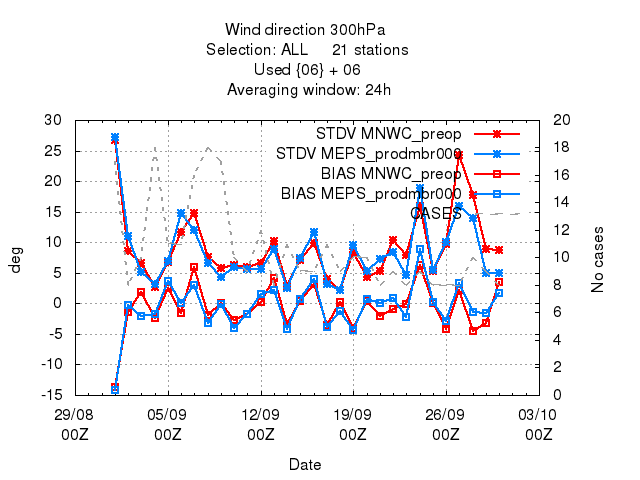 Wind direction 300hPa
Selection: ALL 21 stations
Used {06} + 06
Averaging window: 24h
30 20
STDV MNWC_preop
25 18
STDV MEPS_prodmbr000
16
20 BIAS MNWC_preop
BIAS MEPS_prodmbr000
14
15 CASES
12
10 10
5 8
0 6
-5 4
-10 2
-15 0
deg
No cases
29/08 05/09 12/09 19/09 26/09 03/10
00Z 00Z 00Z 00Z 00Z 00Z
Date